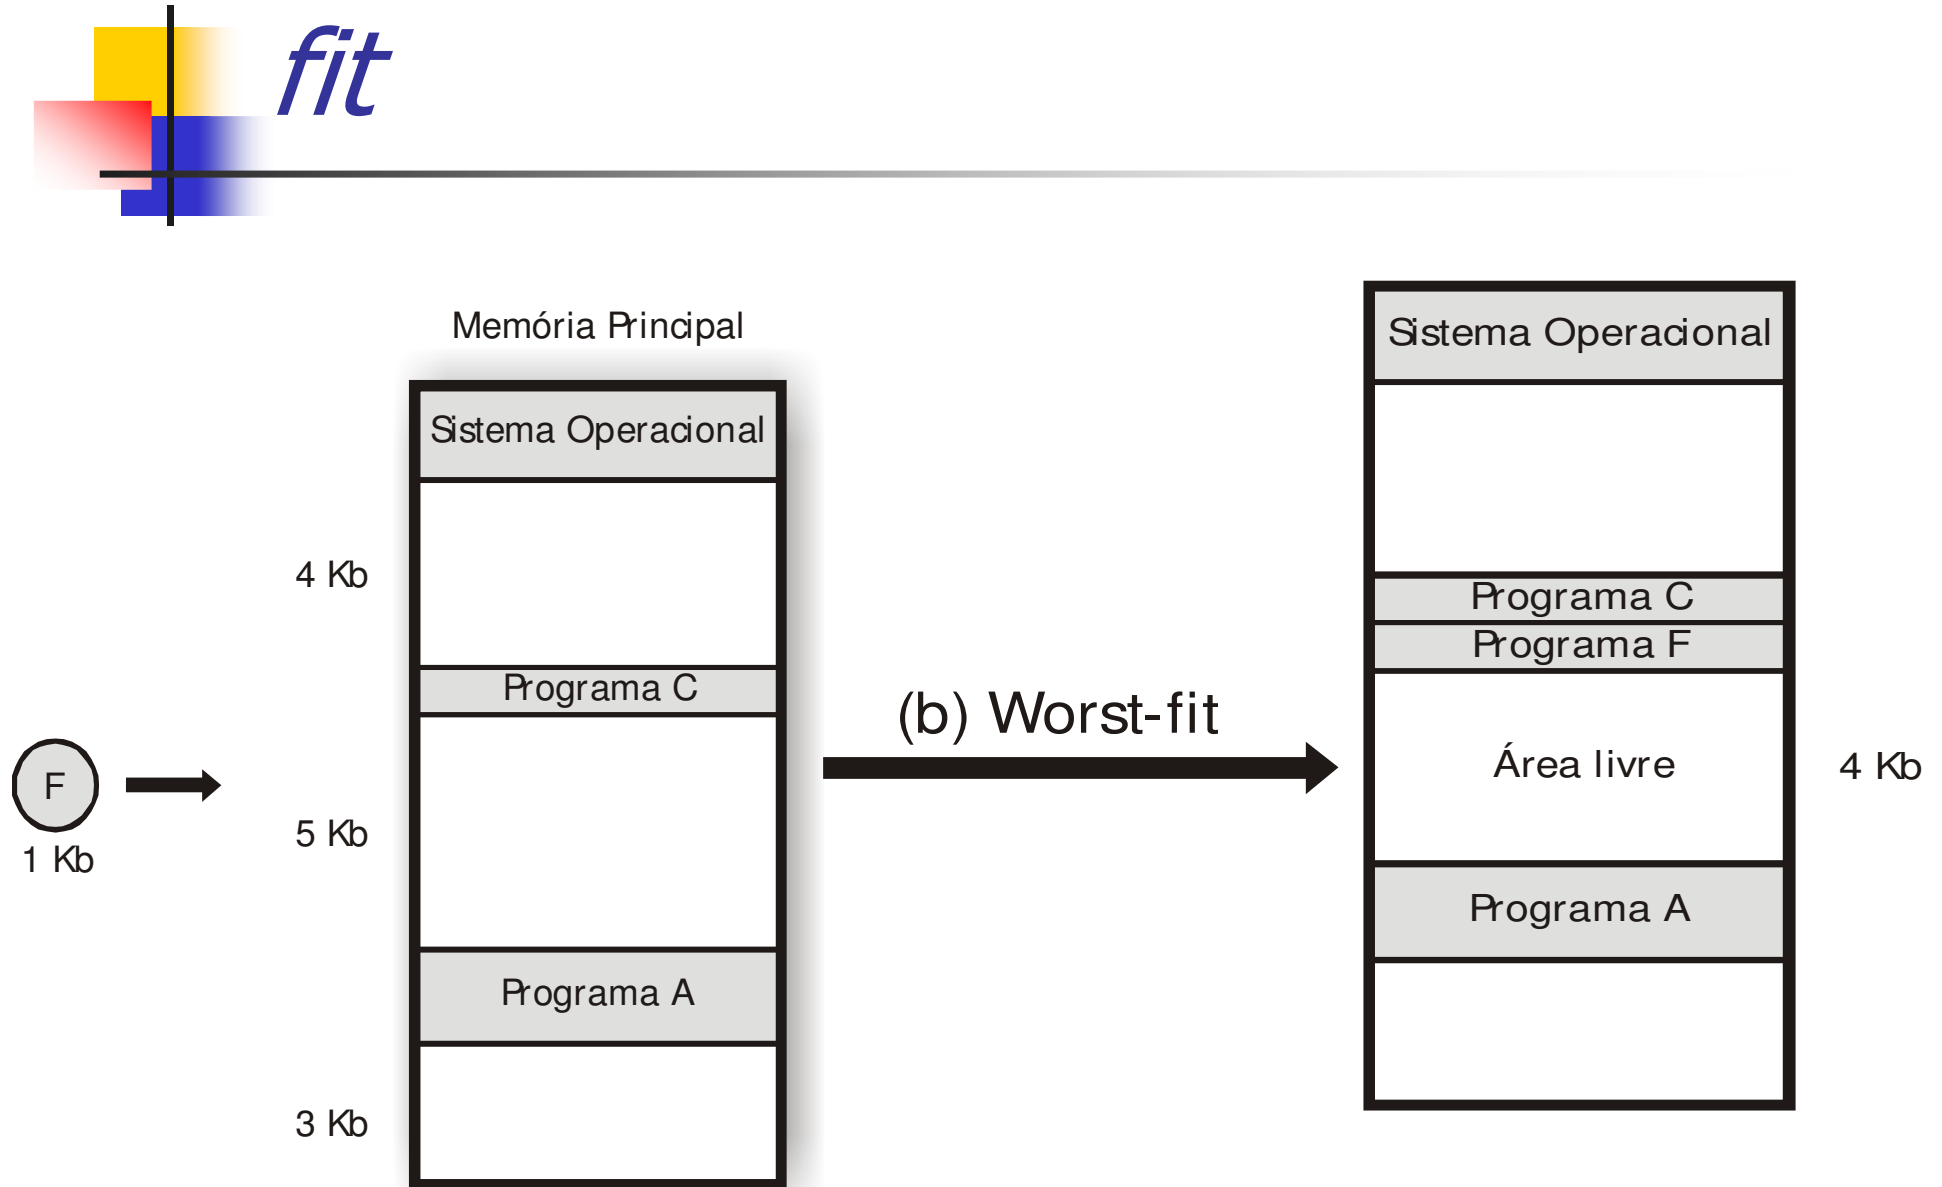 fit
Memória Principal
Sistema Operacional
4 Kb
Programa C
F
1 Kb
5 Kb
Programa A
3 Kb
(b) Worst-fit
Sistema Operacional
Programa C
Programa F
Área livre
4 Kb
Programa A